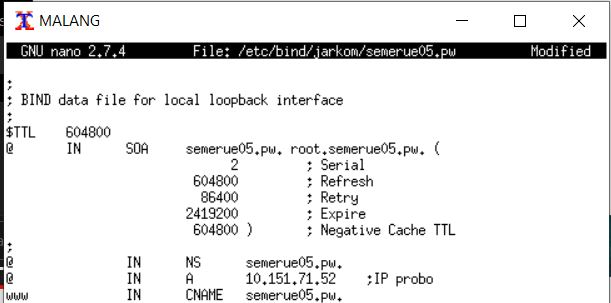 MALANG
GNU nano 2.7.4 File: /etc/bind/jarkom/semerue05.pw Modified
;
; BIND data file for local loopback interface
;
$TTL 604800
@ IN SOA semerue05.pw. root.semerue05.pw. (
2 ; Serial
604800 ; Refresh
86400 ; Retry
2419200 ; Expire
604800 ) ; Negative Cache TTL
;
@ IN NS semerue05.pw.
@ IN A 10.151.71.52 ;IP probo
www IN CNAME semerue05.pw.